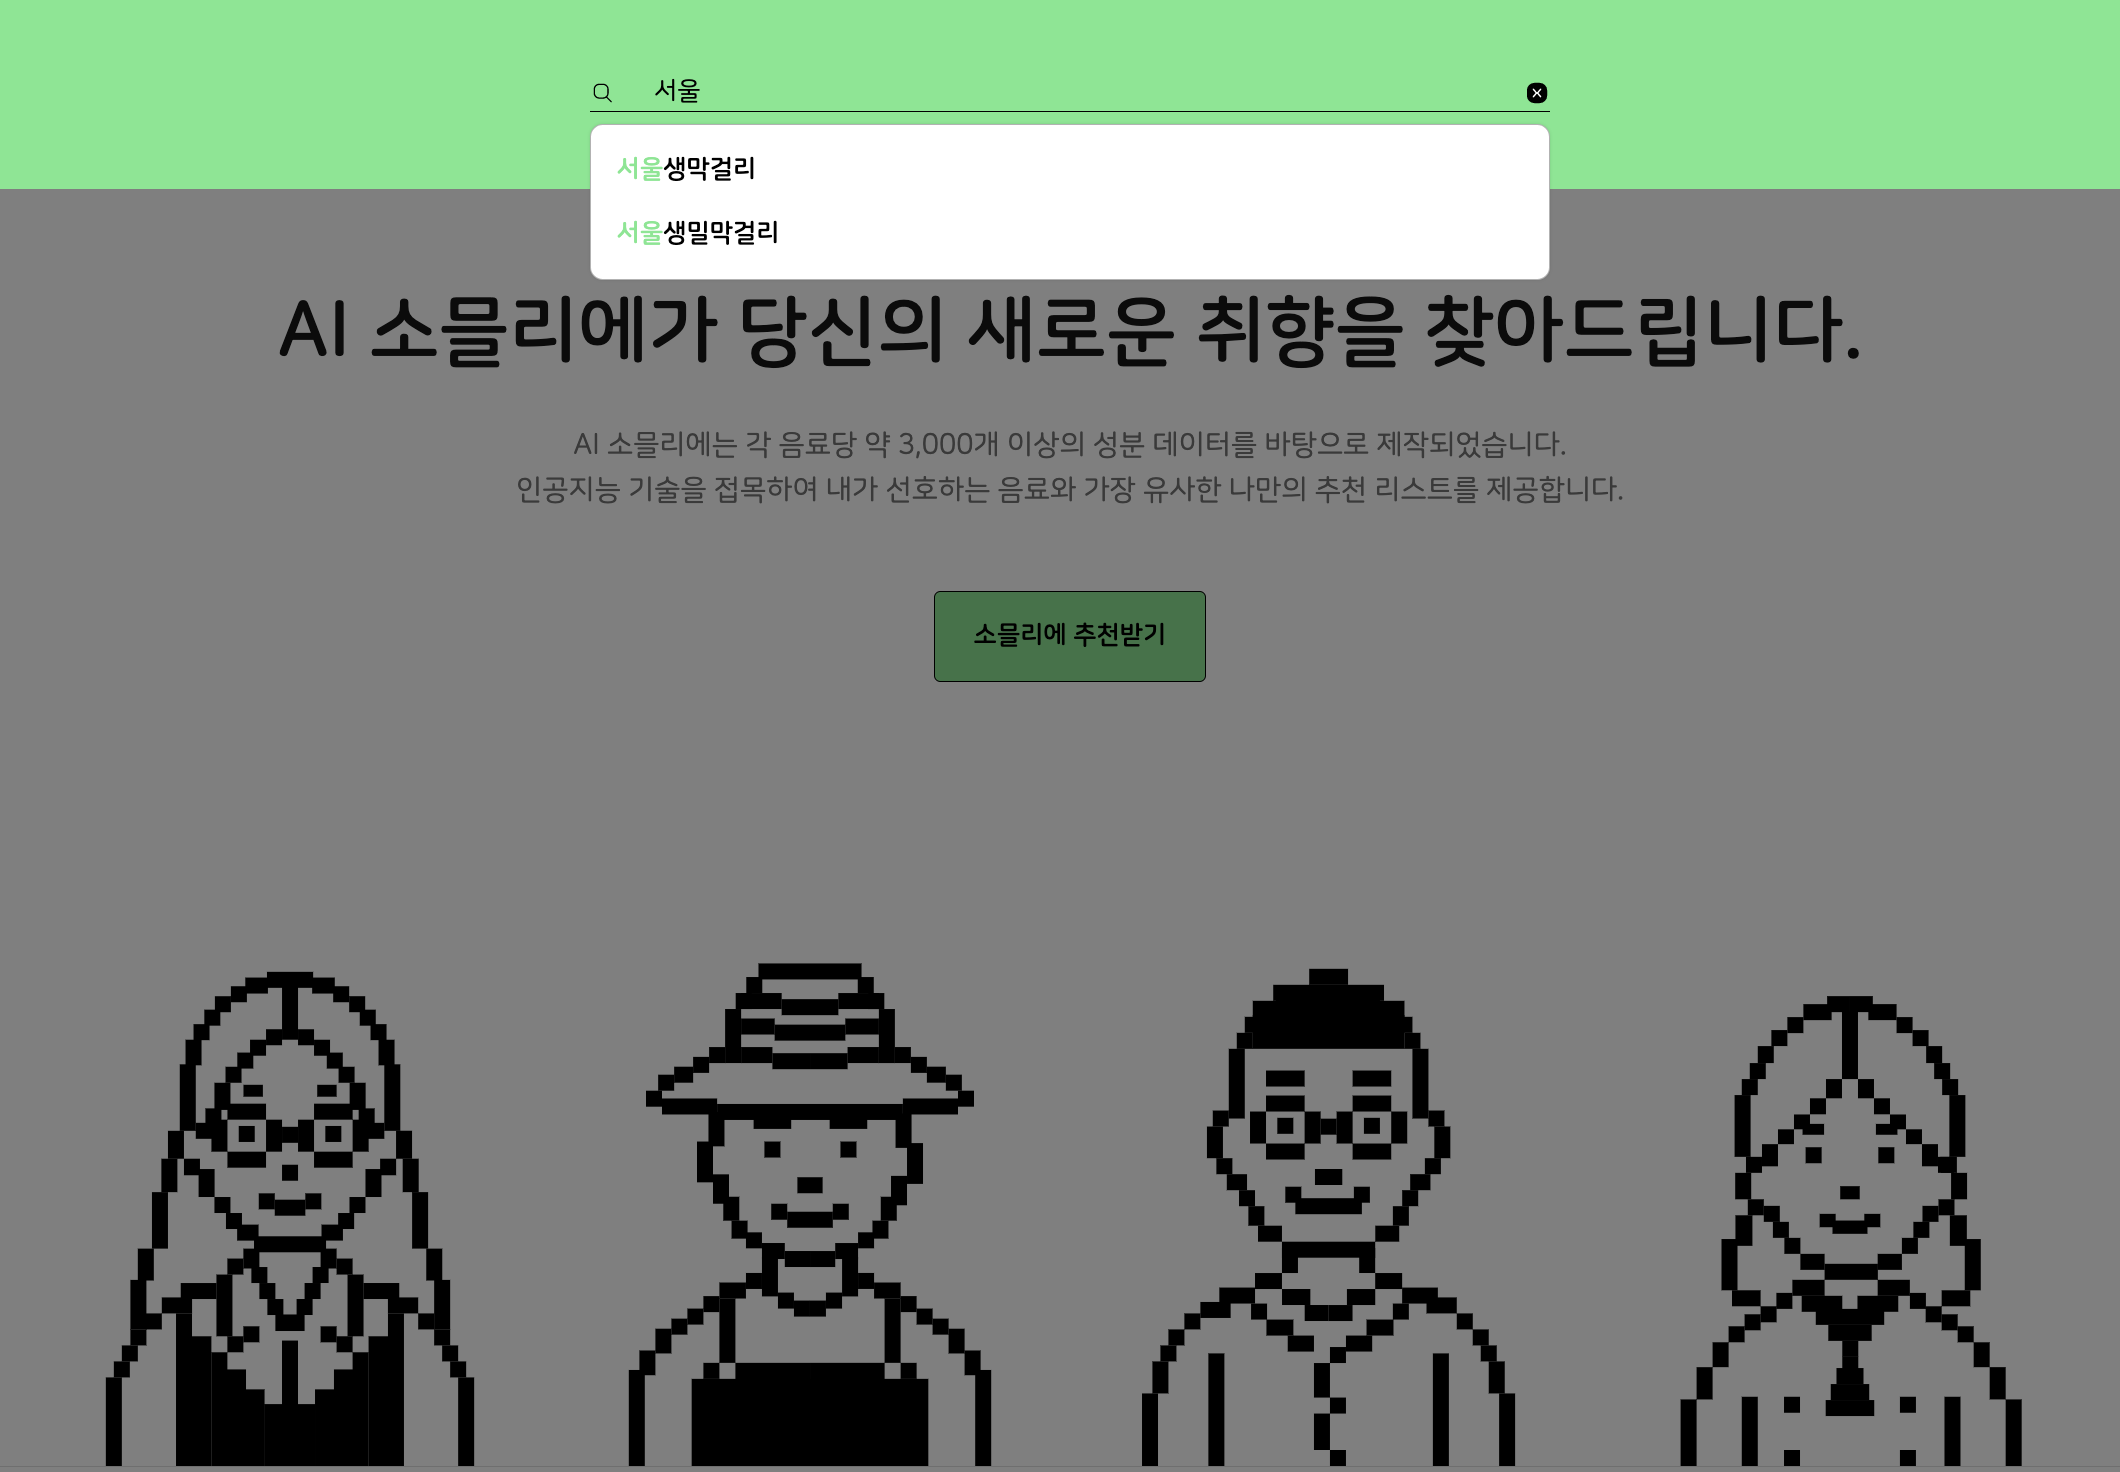 서울
서울생막걸리
서울생밀막걸리
AI 소믈리에가 당신의 새로운 취향을 찾아드립니다.
AI 소믈리에는 각 음료당 약 3,000개 이상의 성분 데이터를 바탕으로 제작되었습니다.
인공지능 기술을 접목하여 내가 선호하는 음료와 가장 유사한 나만의 추천 리스트를 제공합니다.
소믈리에 추천받기